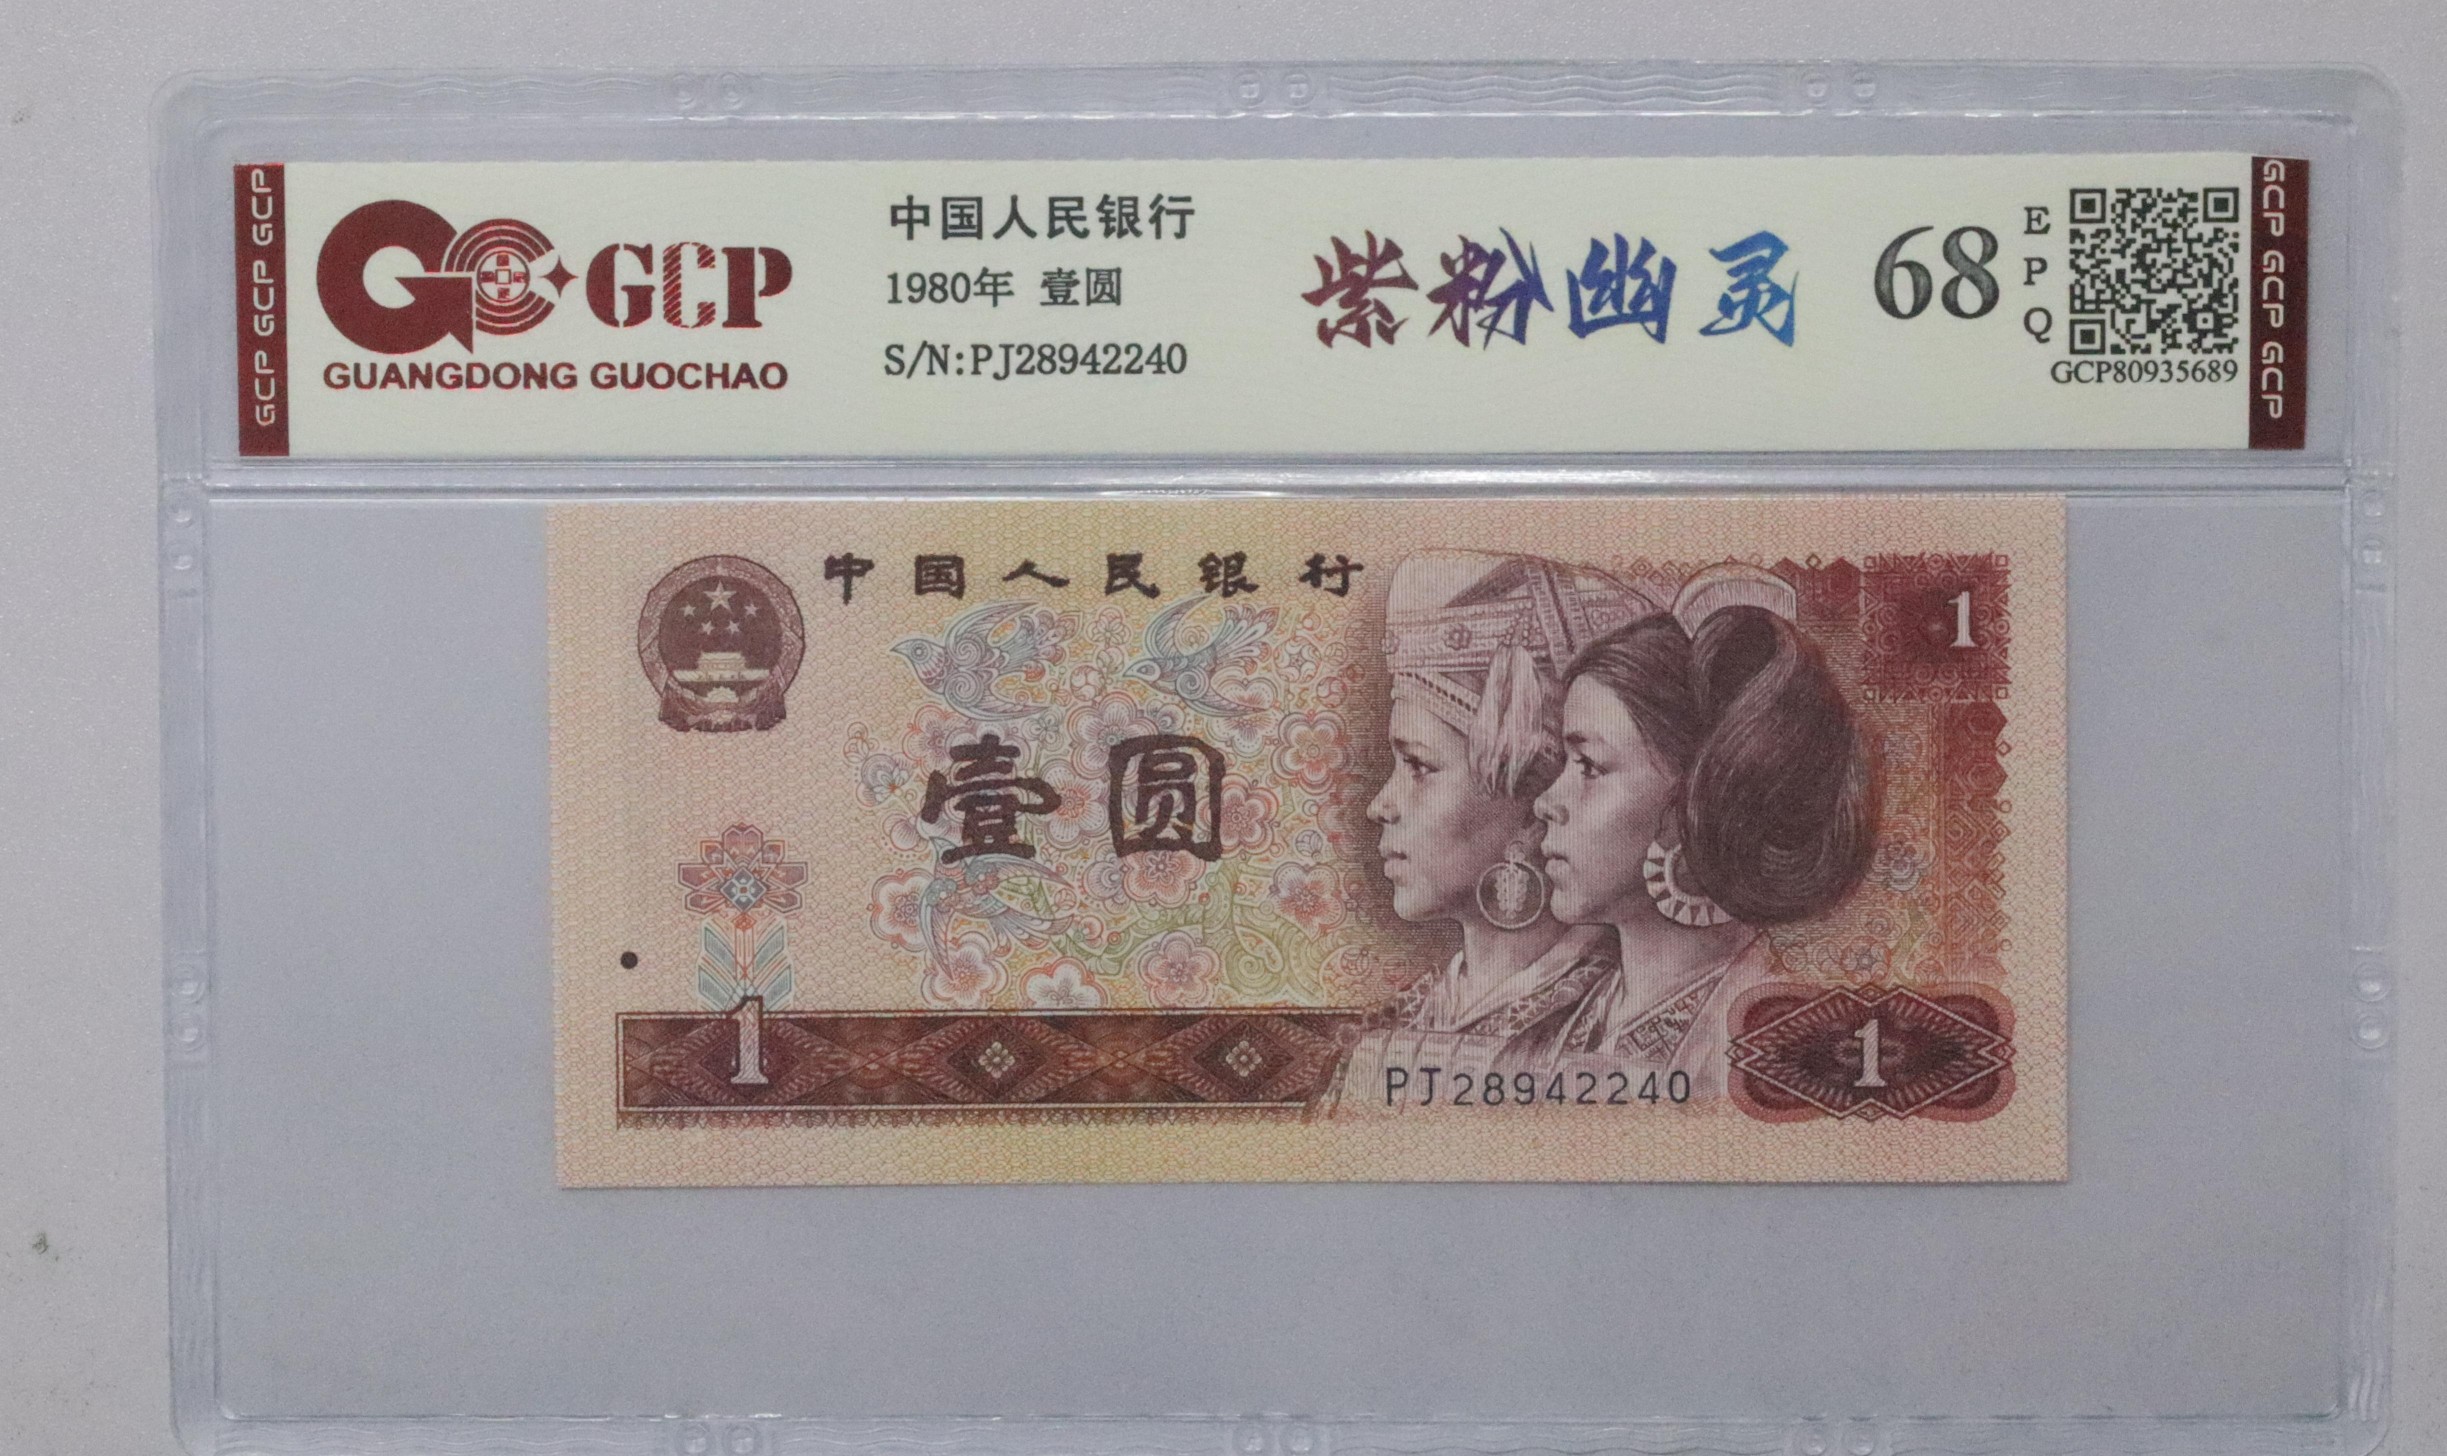 GCP GCP GCP
GCP
GUANGDONG GUOCHAO
中国人民银行
1980年 壹圆
S/N:PJ28942240
紫粉幽灵
68
E
P
Q
GCP80935689
GCP GCP GCP
中国人民银行
1
壹圆
1
1
PJ28942240